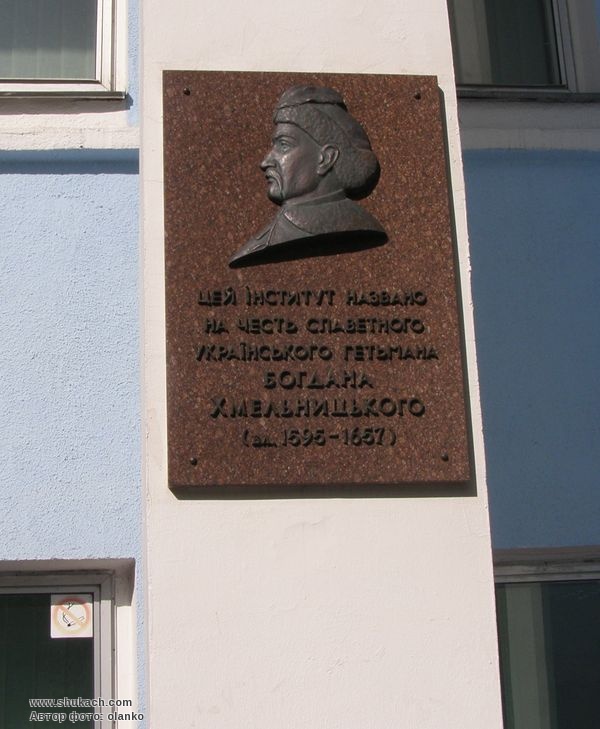 ЦЕЙ ІНСТИТУТ НАЗВАНО
НА ЧЕСТЬ СЛАВЕТНОГО
УКРАЇНСЬКОГО ГЕТЬМАНА
БОГДАНА
ХМЕЛЬНИЦЬКОГО
(бл. 1595-1657)
www.shukach.com
Автор фото: olanko